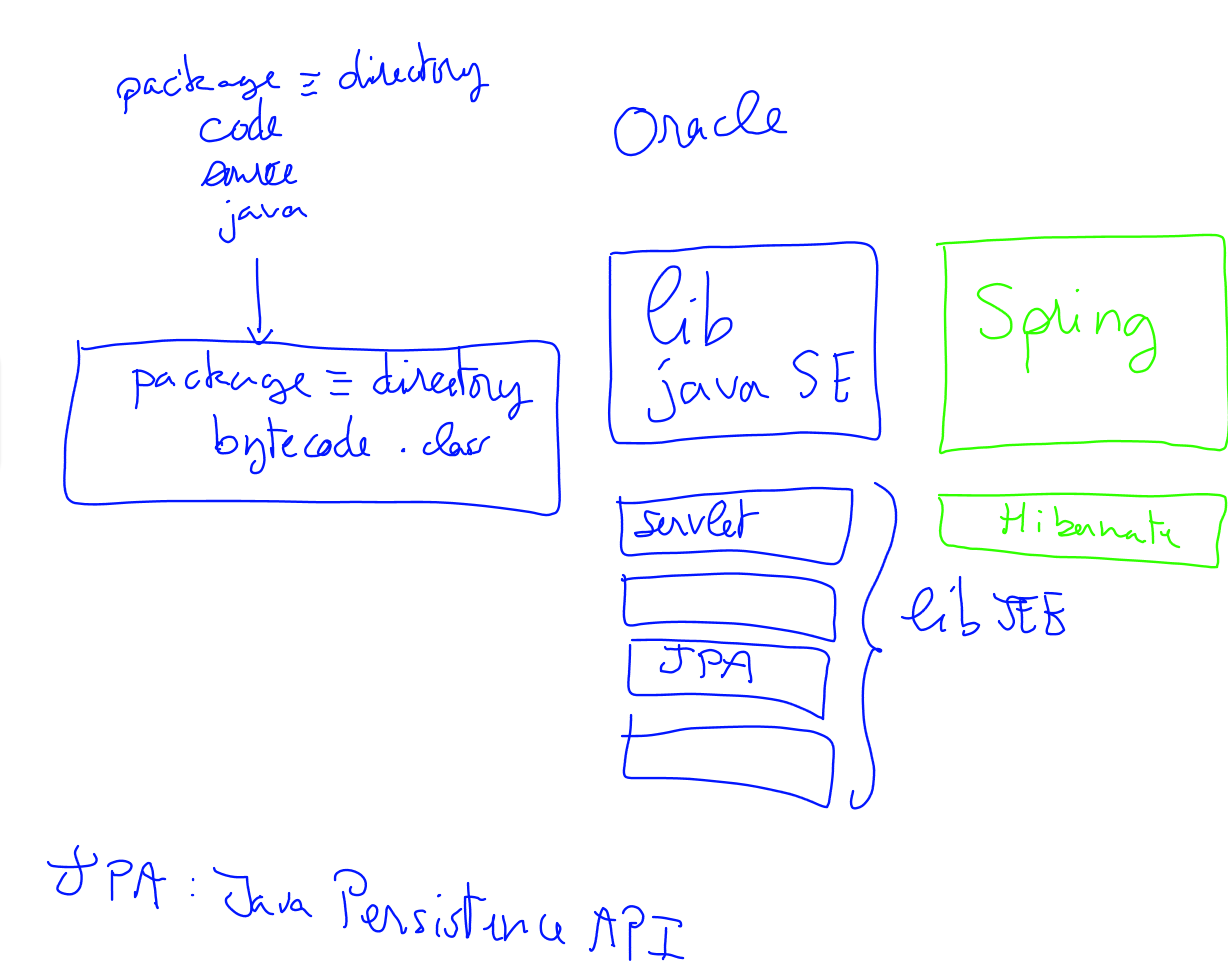 package ≡ directory
code
source
java
package ≡ directory
bytecode .class
Oracle
lib
java SE
Spring
servlet
Hibernate
JPA
lib JEE
JPA : Java Persistence API